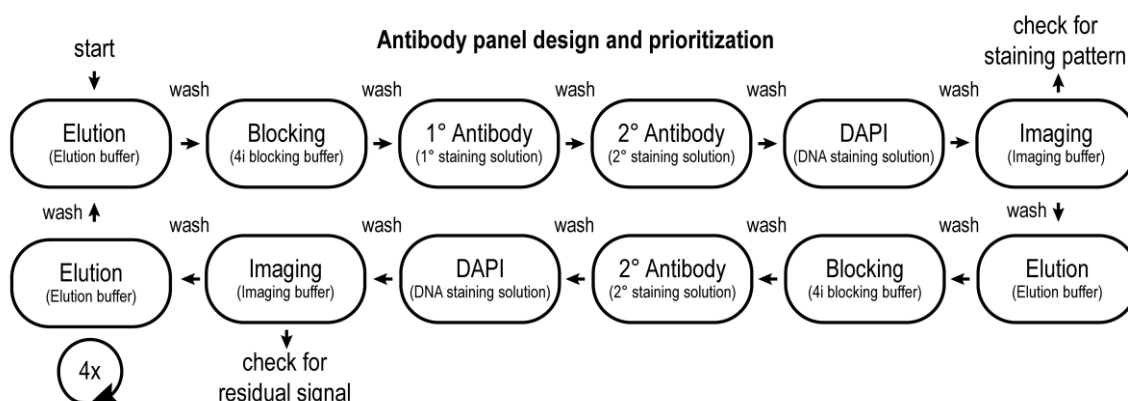 Antibody panel design and prioritization
start
check for
staining pattern
wash
wash
wash
wash
wash
Elution
(Elution buffer)
Blocking
(4i blocking buffer)
1° Antibody
(1° staining solution)
2° Antibody
(2° staining solution)
DAPI
(DNA staining solution)
Imaging
(Imaging buffer)
wash
wash
wash
wash
wash
wash
wash
Elution
(Elution buffer)
Imaging
(Imaging buffer)
DAPI
(DNA staining solution)
2° Antibody
(2° staining solution)
Blocking
(4i blocking buffer)
Elution
(Elution buffer)
4x
check for
residual signal